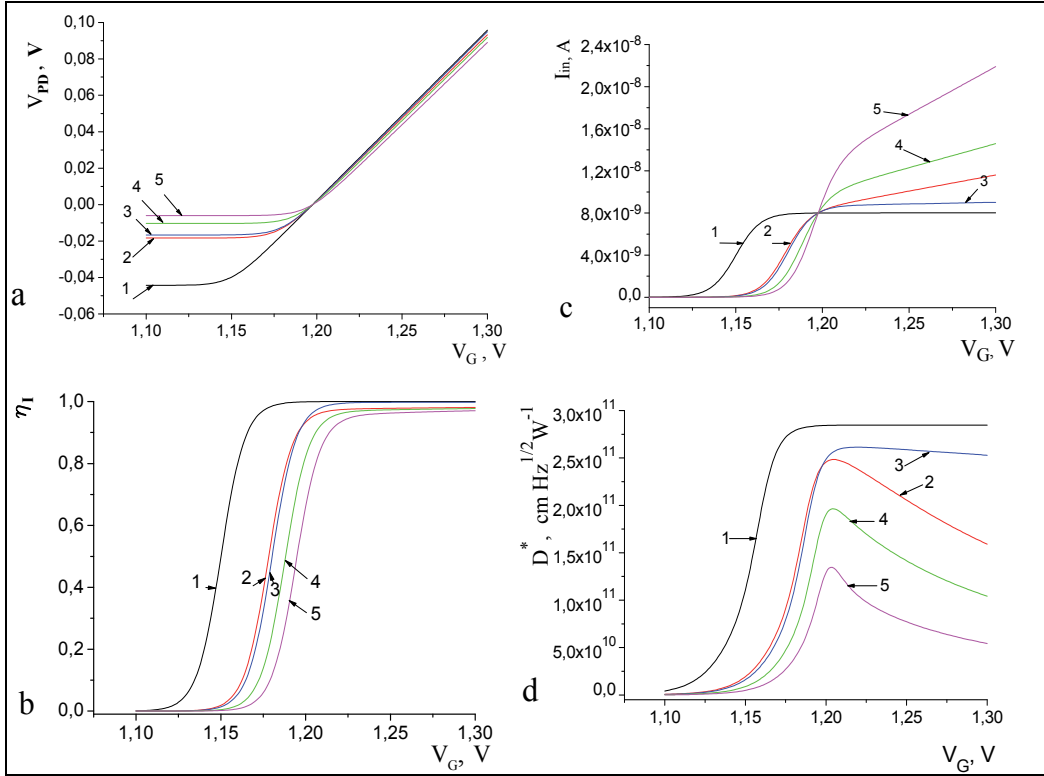 0,10
0,08
0,06
0,04
0,02
0,00
-0,02
-0,04
-0,06
V_PD , V
4
5
3
2
1
a
1,10 1,15 1,20 1,25 1,30
V_G , V
2,4x10^-8
2,0x10^-8
1,6x10^-8
1,2x10^-8
8,0x10^-9
4,0x10^-9
0,0
I_in, A
5
4
3
1
2
c
1,10 1,15 1,20 1,25 1,30
V_G, V
η_I
1,0
0,8
0,6
0,4
0,2
0,0
1
2
3
4
5
b
1,10 1,15 1,20 1,25 1,30
V_G, V
D^* , cm Hz^1/2 W^-1
3,0x10^11
2,5x10^11
2,0x10^11
1,5x10^11
1,0x10^11
5,0x10^10
0,0
3
2
1
4
5
d
1,10 1,15 1,20 1,25 1,30
V_G, V